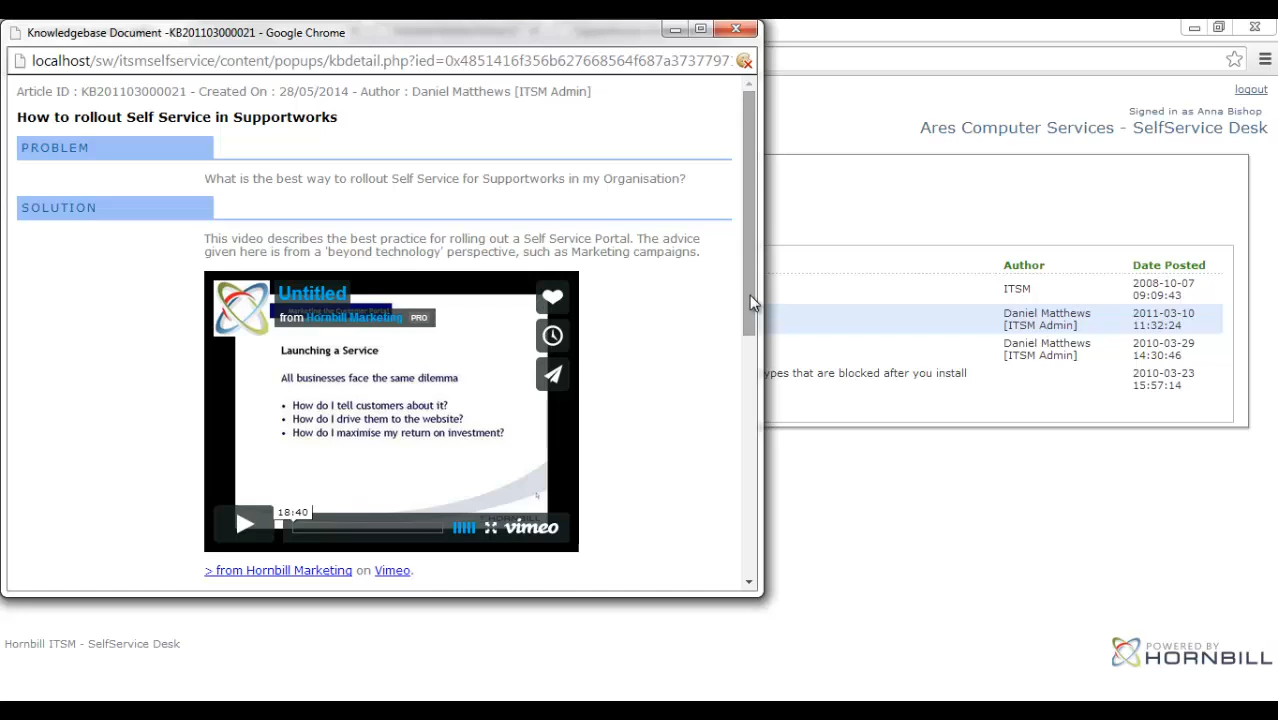 Knowledgebase Document -KB201103000021 - Google Chrome
localhost/sw/itsmselfservice/content/popups/kbdetail.php?ied=0x4851416f356b627668564f687a3737797
Article ID : KB201103000021 - Created On : 28/05/2014 - Author : Daniel Matthews [ITSM Admin]
How to rollout Self Service in Supportworks
PROBLEM
What is the best way to rollout Self Service for Supportworks in my Organisation?
SOLUTION
This video describes the best practice for rolling out a Self Service Portal. The advice
given here is from a 'beyond technology' perspective, such as Marketing campaigns.
Untitled
Marketing the Customer Portal
from Hornbill Marketing PRO
Launching a Service
All businesses face the same dilemma
• How do I tell customers about it?
• How do I drive them to the website?
• How do I maximise my return on investment?
18:40
HORNBILL
vimeo
> from Hornbill Marketing on Vimeo.
logout
Signed in as Anna Bishop
Ares Computer Services - SelfService Desk
Author Date Posted
ITSM 2008-10-07
09:09:43
Daniel Matthews 2011-03-10
[ITSM Admin] 11:32:24
Daniel Matthews 2010-03-29
[ITSM Admin] 14:30:46
ypes that are blocked after you install 2010-03-23
15:57:14
Hornbill ITSM - SelfService Desk
POWERED BY
HORNBILL